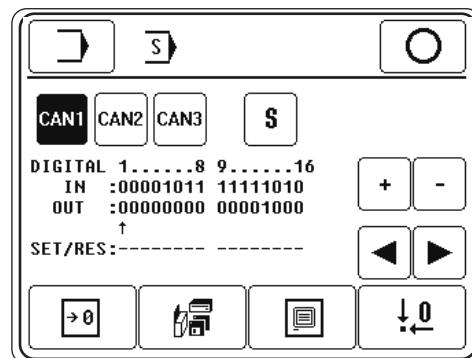 S
CAN1 CAN2 CAN3 S
DIGITAL 1......8 9......16
IN :00001011 11111010
OUT :00000000 00001000
↑
SET/RES:-------- --------
+ -
→0 0